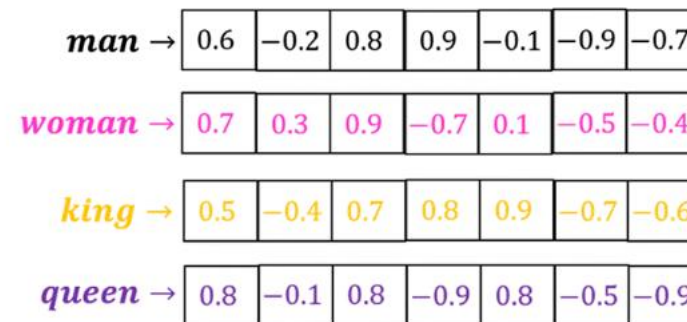 man → 0.6 −0.2 0.8 0.9 −0.1 −0.9 −0.7
woman → 0.7 0.3 0.9 −0.7 0.1 −0.5 −0.4
king → 0.5 −0.4 0.7 0.8 0.9 −0.7 −0.6
queen → 0.8 −0.1 0.8 −0.9 0.8 −0.5 −0.9